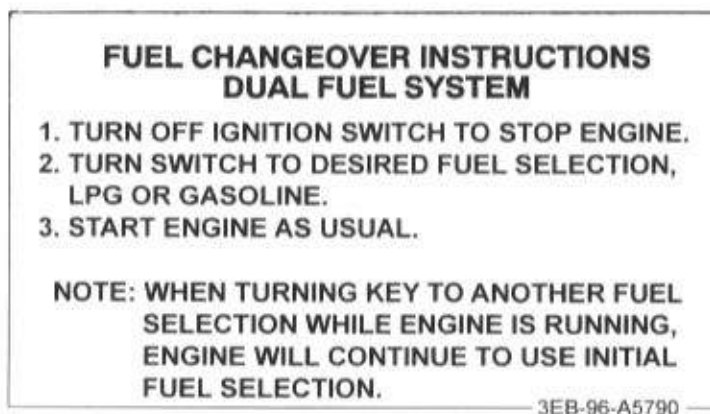 FUEL CHANGEOVER INSTRUCTIONS
DUAL FUEL SYSTEM
1. TURN OFF IGNITION SWITCH TO STOP ENGINE.
2. TURN SWITCH TO DESIRED FUEL SELECTION,
LPG OR GASOLINE.
3. START ENGINE AS USUAL.
NOTE: WHEN TURNING KEY TO ANOTHER FUEL
SELECTION WHILE ENGINE IS RUNNING,
ENGINE WILL CONTINUE TO USE INITIAL
FUEL SELECTION.
3EB-96-A5790